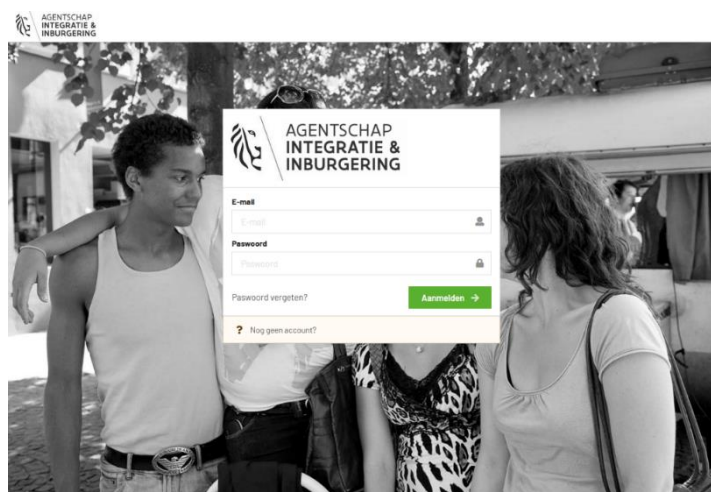 AGENTSCHAP
INTEGRATIE &
INBURGERING
AGENTSCHAP
INTEGRATIE &
INBURGERING
E-mail
E-mail
Paswoord
Paswoord
Paswoord vergeten?
Aanmelden →
? Nog geen account?